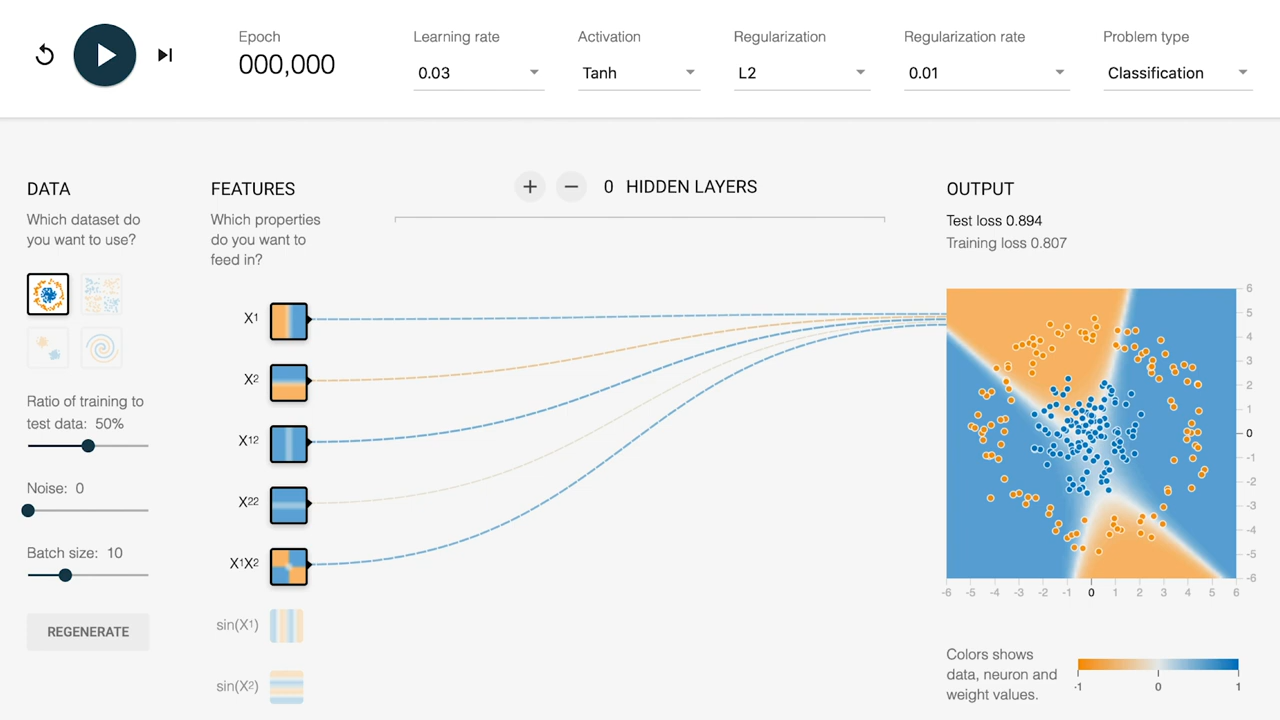 Epoch
000,000
Learning rate
0.03
Activation
Tanh
Regularization
L2
Regularization rate
0.01
Problem type
Classification
DATA
Which dataset do
you want to use?
Ratio of training to
test data: 50%
Noise: 0
Batch size: 10
REGENERATE
FEATURES
Which properties
do you want to
feed in?
X1
X2
X12
X22
X1X2
sin(X1)
sin(X2)
+ − 0 HIDDEN LAYERS
OUTPUT
Test loss 0.894
Training loss 0.807
6
5
4
3
2
1
0
-1
-2
-3
-4
-5
-6
-6 -5 -4 -3 -2 -1 0 1 2 3 4 5 6
Colors shows
data, neuron and
weight values.
-1 0 1